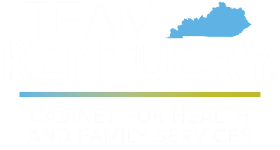 TEAM
KENTUCKY
CABINET FOR HEALTH
AND FAMILY SERVICES